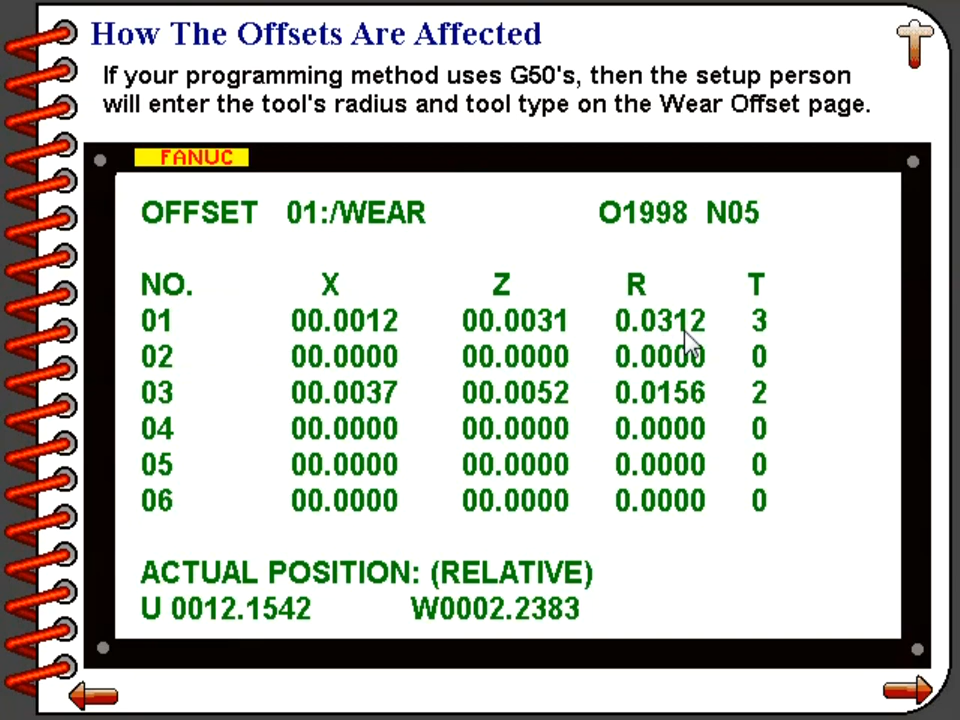 How The Offsets Are Affected
If your programming method uses G50's, then the setup person
will enter the tool's radius and tool type on the Wear Offset page.
FANUC
OFFSET 01:/WEAR O1998 N05
NO. X Z R T
01 00.0012 00.0031 0.0312 3
02 00.0000 00.0000 0.0000 0
03 00.0037 00.0052 0.0156 2
04 00.0000 00.0000 0.0000 0
05 00.0000 00.0000 0.0000 0
06 00.0000 00.0000 0.0000 0
ACTUAL POSITION: (RELATIVE)
U 0012.1542 W0002.2383